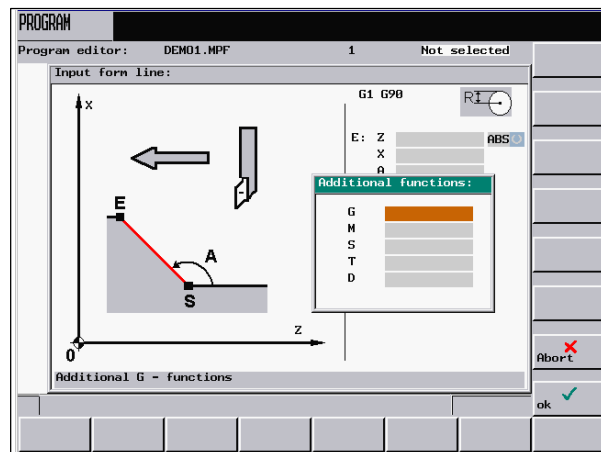 PROGRAM
Program editor: DEMO1.MPF 1 Not selected
Input form line:
X
G1 G90
R
E: Z ABS
X
A
Additional functions:
G
M
S
T
D
E
A
S
Z
0
Additional G - functions
Abort
ok